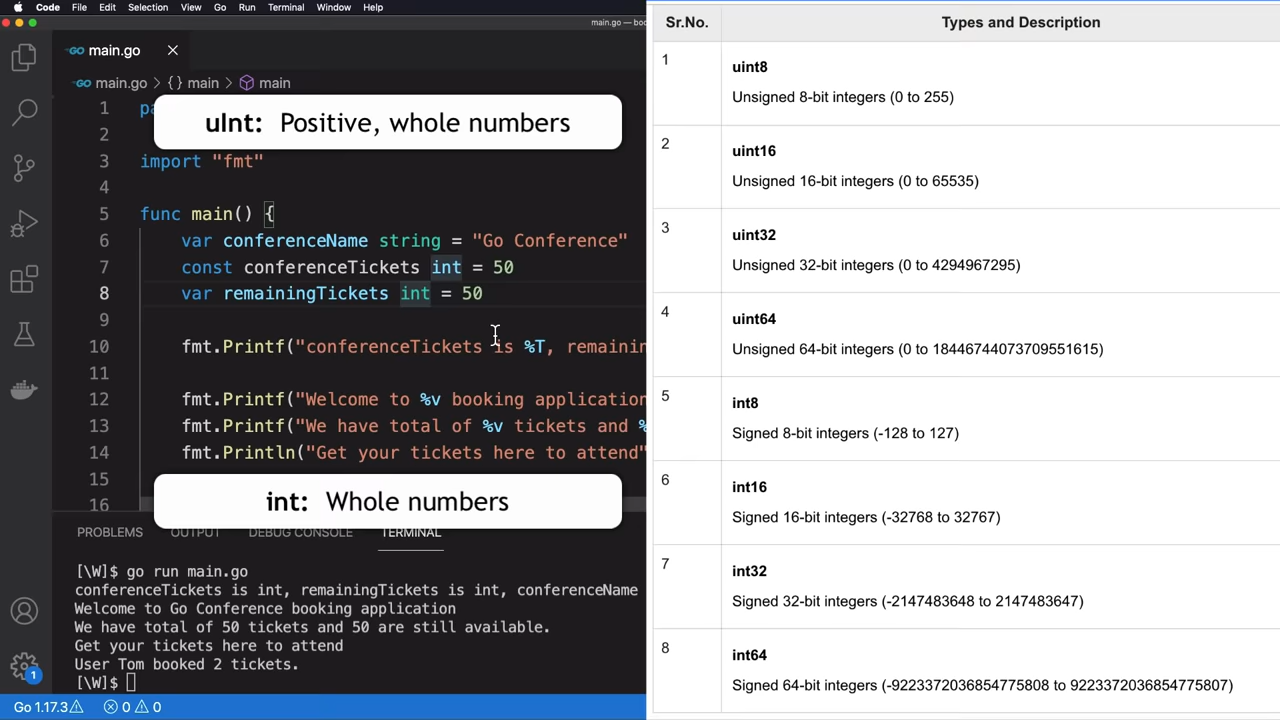 Code File Edit Selection View Go Run Terminal Window Help
main.go
main.go
main.go > {} main > main
1
uInt: Positive, whole numbers
2
3 import "fmt"
4
5 func main() {
6 var conferenceName string = "Go Conference"
7 const conferenceTickets int = 50
8 var remainingTickets int = 50
9
10 fmt.Printf("conferenceTickets is %T, remainin
11
12 fmt.Printf("Welcome to %v booking application
13 fmt.Printf("We have total of %v tickets and %
14 fmt.Println("Get your tickets here to attend"
15
16
int: Whole numbers
PROBLEMS OUTPUT DEBUG CONSOLE TERMINAL
[\W]$ go run main.go
conferenceTickets is int, remainingTickets is int, conferenceName
Welcome to Go Conference booking application
We have total of 50 tickets and 50 are still available.
Get your tickets here to attend
User Tom booked 2 tickets.
[\W]$
1
Go 1.17.3 0 0
Sr.No. Types and Description
1 uint8
Unsigned 8-bit integers (0 to 255)
2 uint16
Unsigned 16-bit integers (0 to 65535)
3 uint32
Unsigned 32-bit integers (0 to 4294967295)
4 uint64
Unsigned 64-bit integers (0 to 18446744073709551615)
5 int8
Signed 8-bit integers (-128 to 127)
6 int16
Signed 16-bit integers (-32768 to 32767)
7 int32
Signed 32-bit integers (-2147483648 to 2147483647)
8 int64
Signed 64-bit integers (-9223372036854775808 to 9223372036854775807)